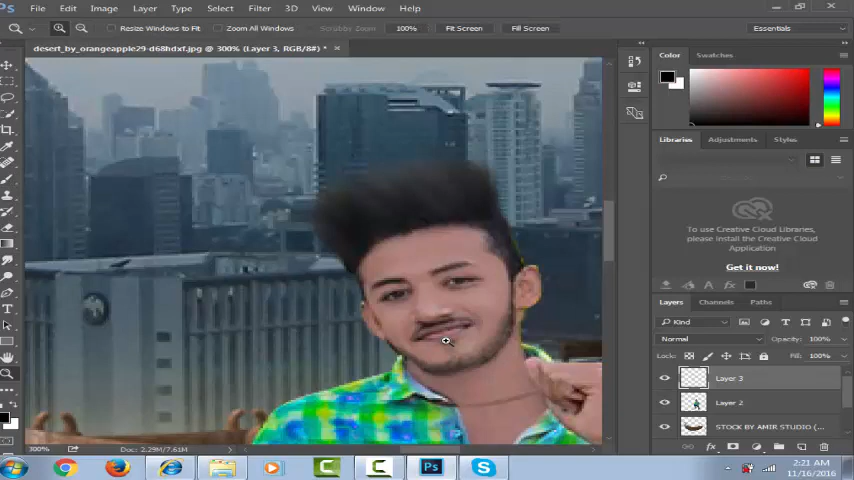 Ps File Edit Image Layer Type Select Filter 3D View Window Help
Resize Windows to Fit Zoom All Windows Scrubby Zoom 100% Fit Screen Fill Screen Essentials
desert_by_orangeapple29-d68hdxf.jpg @ 300% (Layer 3, RGB/8#) *
Color Swatches
Libraries Adjustments Styles
To use Creative Cloud Libraries,
please install the Creative Cloud
Application
Get it now!
Layers Channels Paths
Kind
Normal Opacity: 100%
Lock: Fill: 100%
Layer 3
Layer 2
STOCK BY AMIR STUDIO (...
fx
300% Doc: 2.29M/7.61M
Ps
2:21 AM
11/16/2016